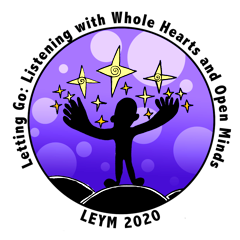 Letting Go: Listening with Whole Hearts and Open Minds
LEYM 2020